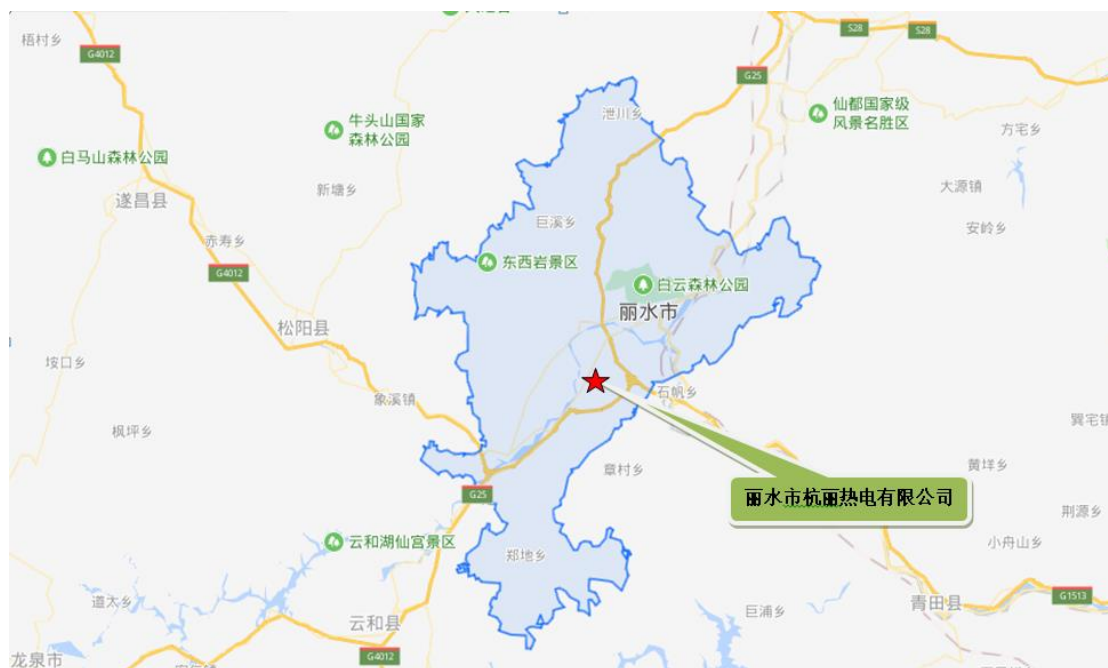 S28
S28
梧村乡
G4012
G25
仙都国家级
风景名胜区
泄川乡
牛头山国家
森林公园
方宅乡
白马山森林公园
新塘乡
大源镇
遂昌县
巨溪乡
安岭乡
赤寿乡
东西岩景区
G4012
白云森林公园
丽水市
松阳县
垵口乡
石帆乡
象溪镇
巽宅镇
枫坪乡
章村乡
黄垟乡
G25
丽水市杭丽热电有限公司
荆源乡
云和湖仙宫景区
郑地乡
小舟山乡
道太乡
G1513
青田县
巨浦乡
云和县
G4012
龙泉市